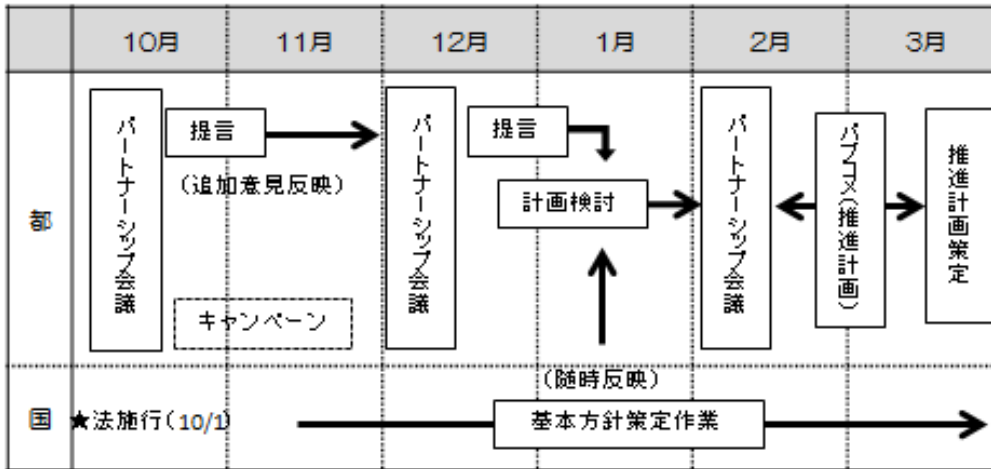 10月 11月 12月 1月 2月 3月
都
パートナーシップ会議
提言
(追加意見反映)
キャンペーン
パートナーシップ会議
提言
計画検討
パートナーシップ会議
パブコメ(推進計画)
推進計画策定
(随時反映)
国
★法施行(10/1)
基本方針策定作業